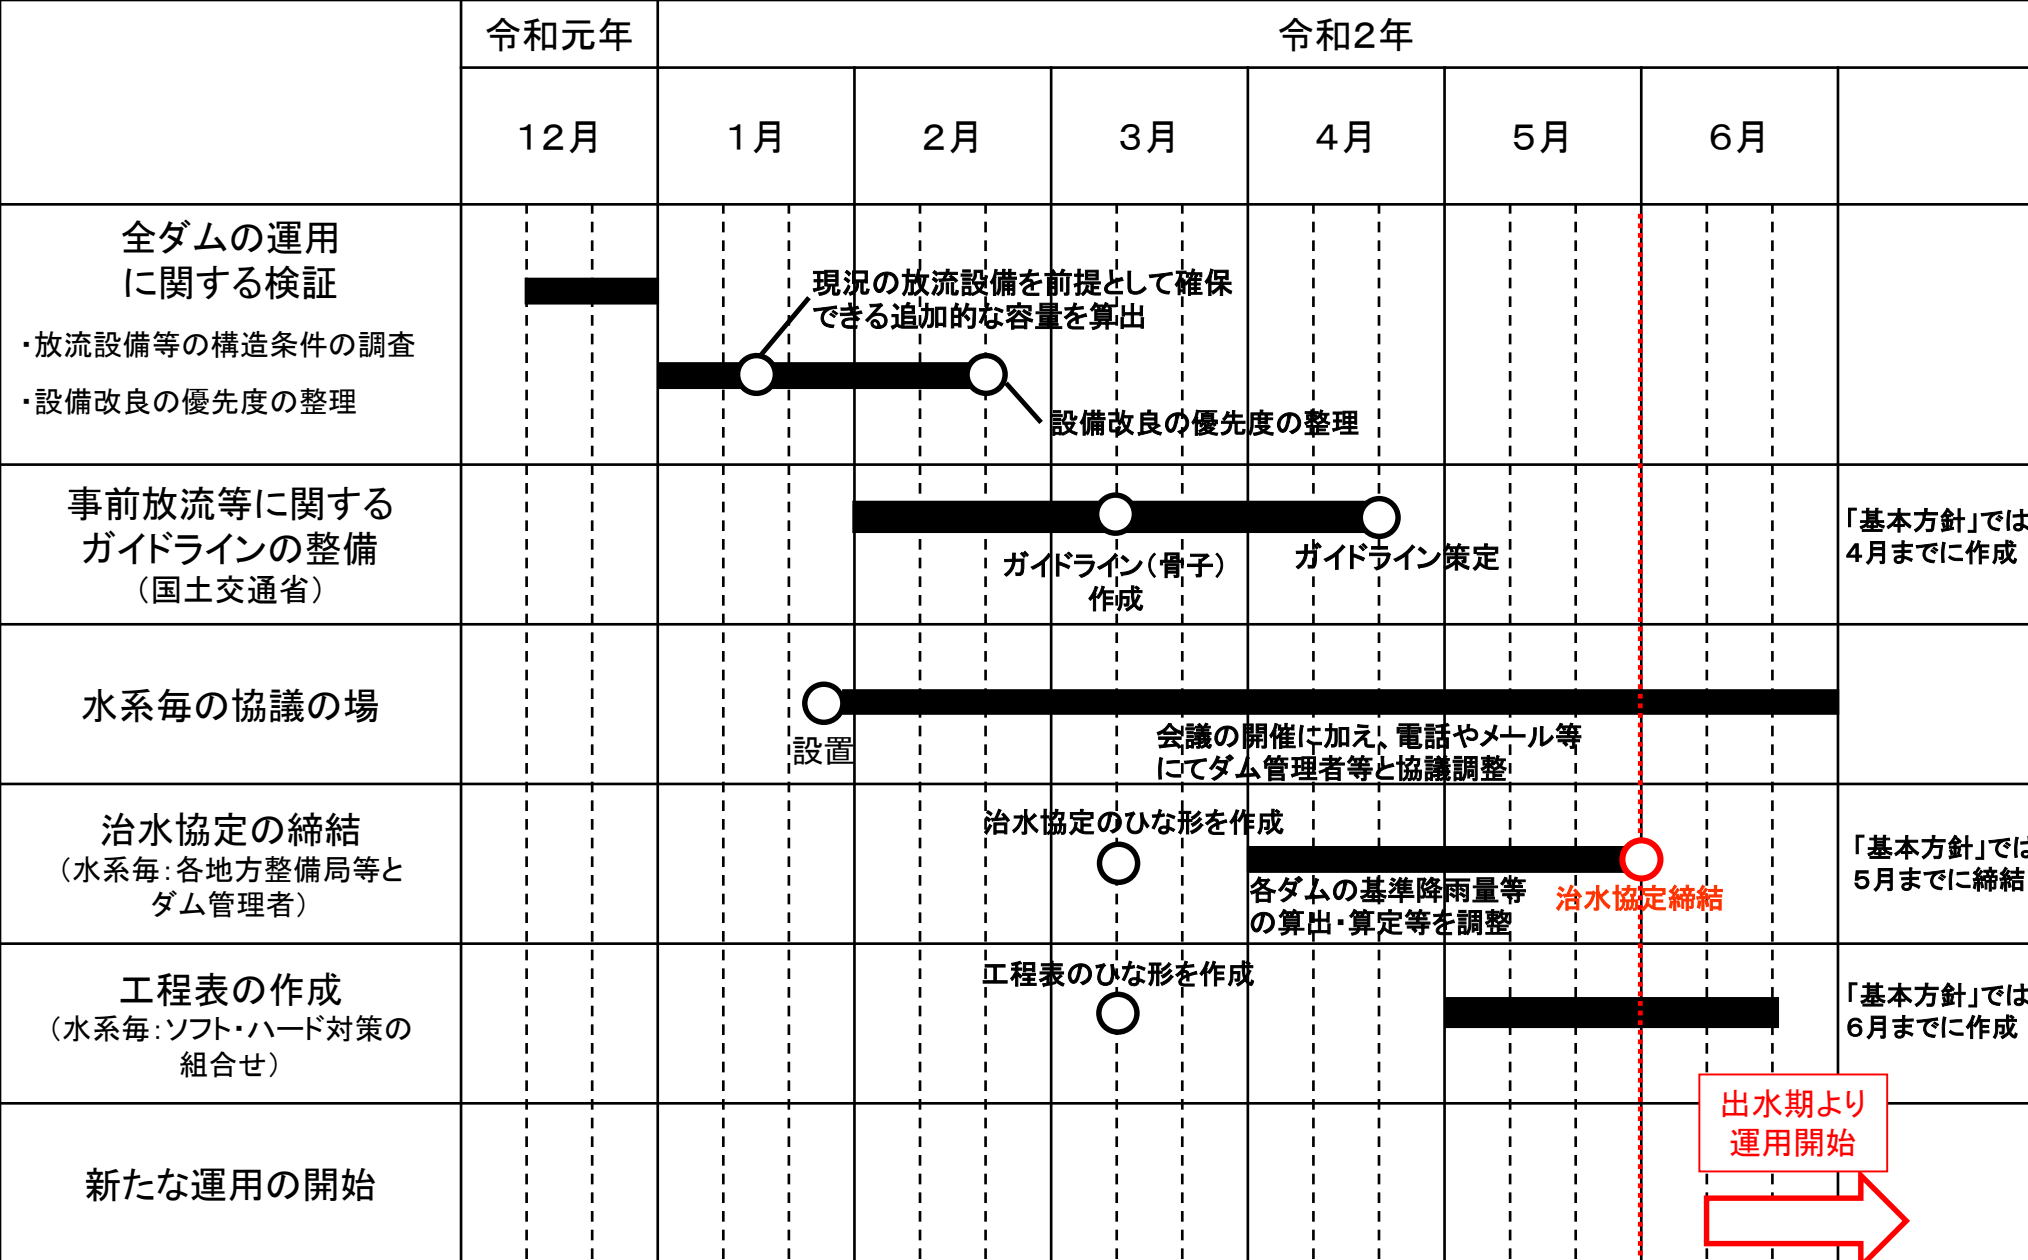 令和元年
令和2年
12月
1月
2月
3月
4月
5月
6月
全ダムの運用
に関する検証
・放流設備等の構造条件の調査
・設備改良の優先度の整理
現況の放流設備を前提として確保
できる追加的な容量を算出
設備改良の優先度の整理
事前放流等に関する
ガイドラインの整備
（国土交通省）
ガイドライン（骨子）
作成
ガイドライン策定
「基本方針」では
4月までに作成
水系毎の協議の場
設置
会議の開催に加え、電話やメール等
にてダム管理者等と協議調整
治水協定の締結
（水系毎：各地方整備局等と
ダム管理者）
治水協定のひな形を作成
各ダムの基準降雨量等
の算出・算定等を調整
治水協定締結
「基本方針」では
5月までに締結
工程表の作成
（水系毎：ソフト・ハード対策の
組合せ）
工程表のひな形を作成
「基本方針」では
6月までに作成
新たな運用の開始
出水期より
運用開始